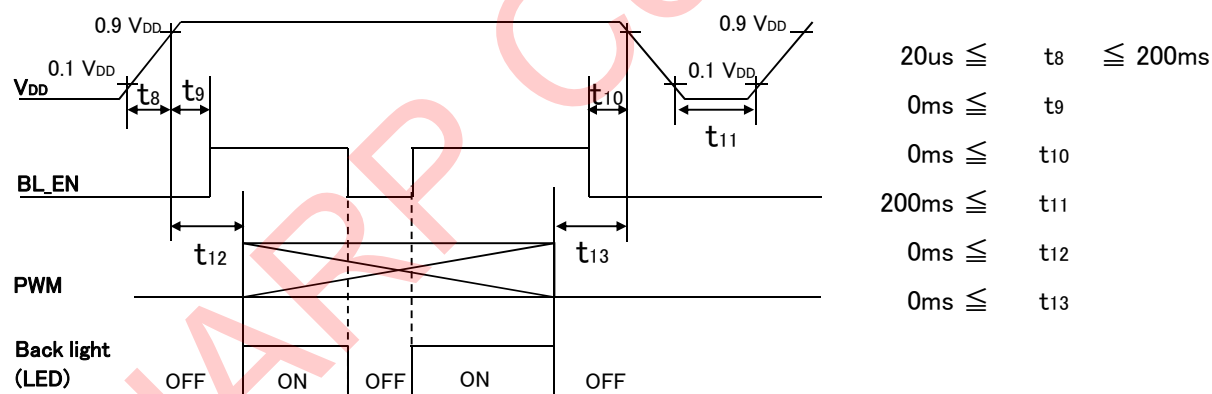 0.9 VDD
0.9 VDD
0.1 VDD
0.1 VDD
VDD
t8
t9
t10
t11
BL_EN
t12
t13
PWM
Back light
(LED)
OFF
ON
OFF
ON
OFF
20us ≦ t8 ≦ 200ms
0ms ≦ t9
0ms ≦ t10
200ms ≦ t11
0ms ≦ t12
0ms ≦ t13